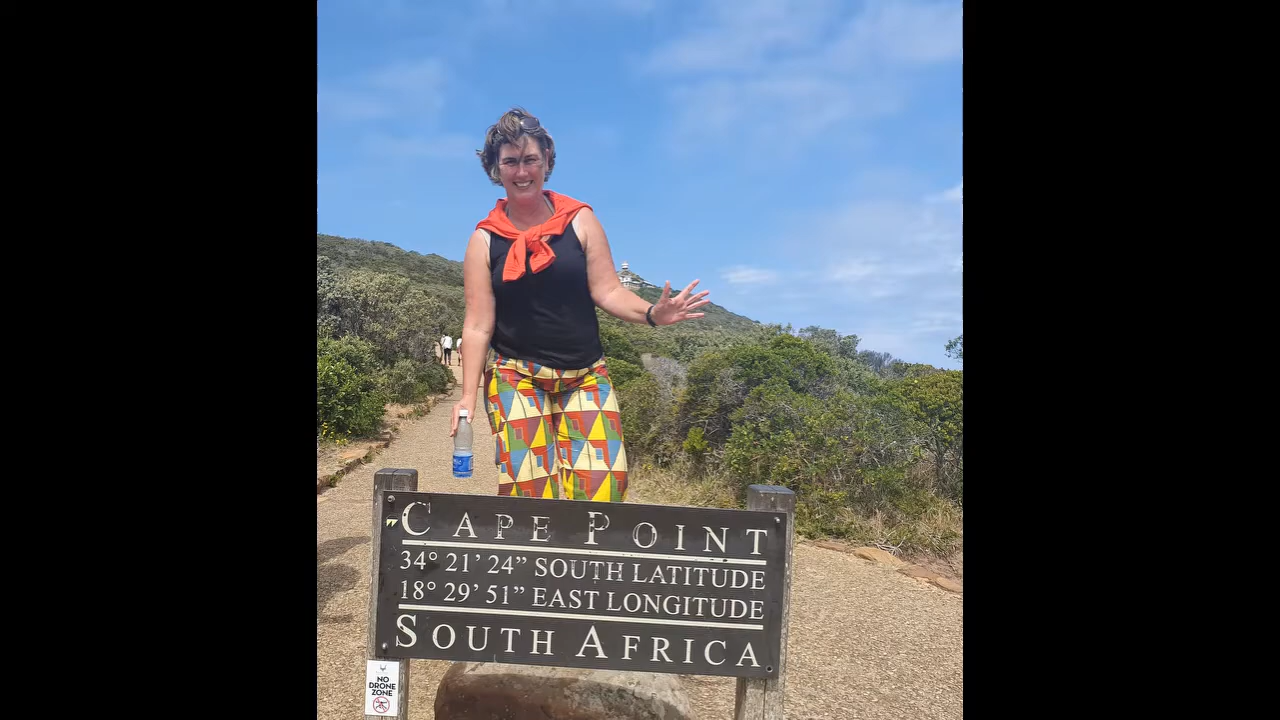 CAPE POINT
34° 21' 24" SOUTH LATITUDE
18° 29' 51" EAST LONGITUDE
SOUTH AFRICA
NO
DRONE
ZONE